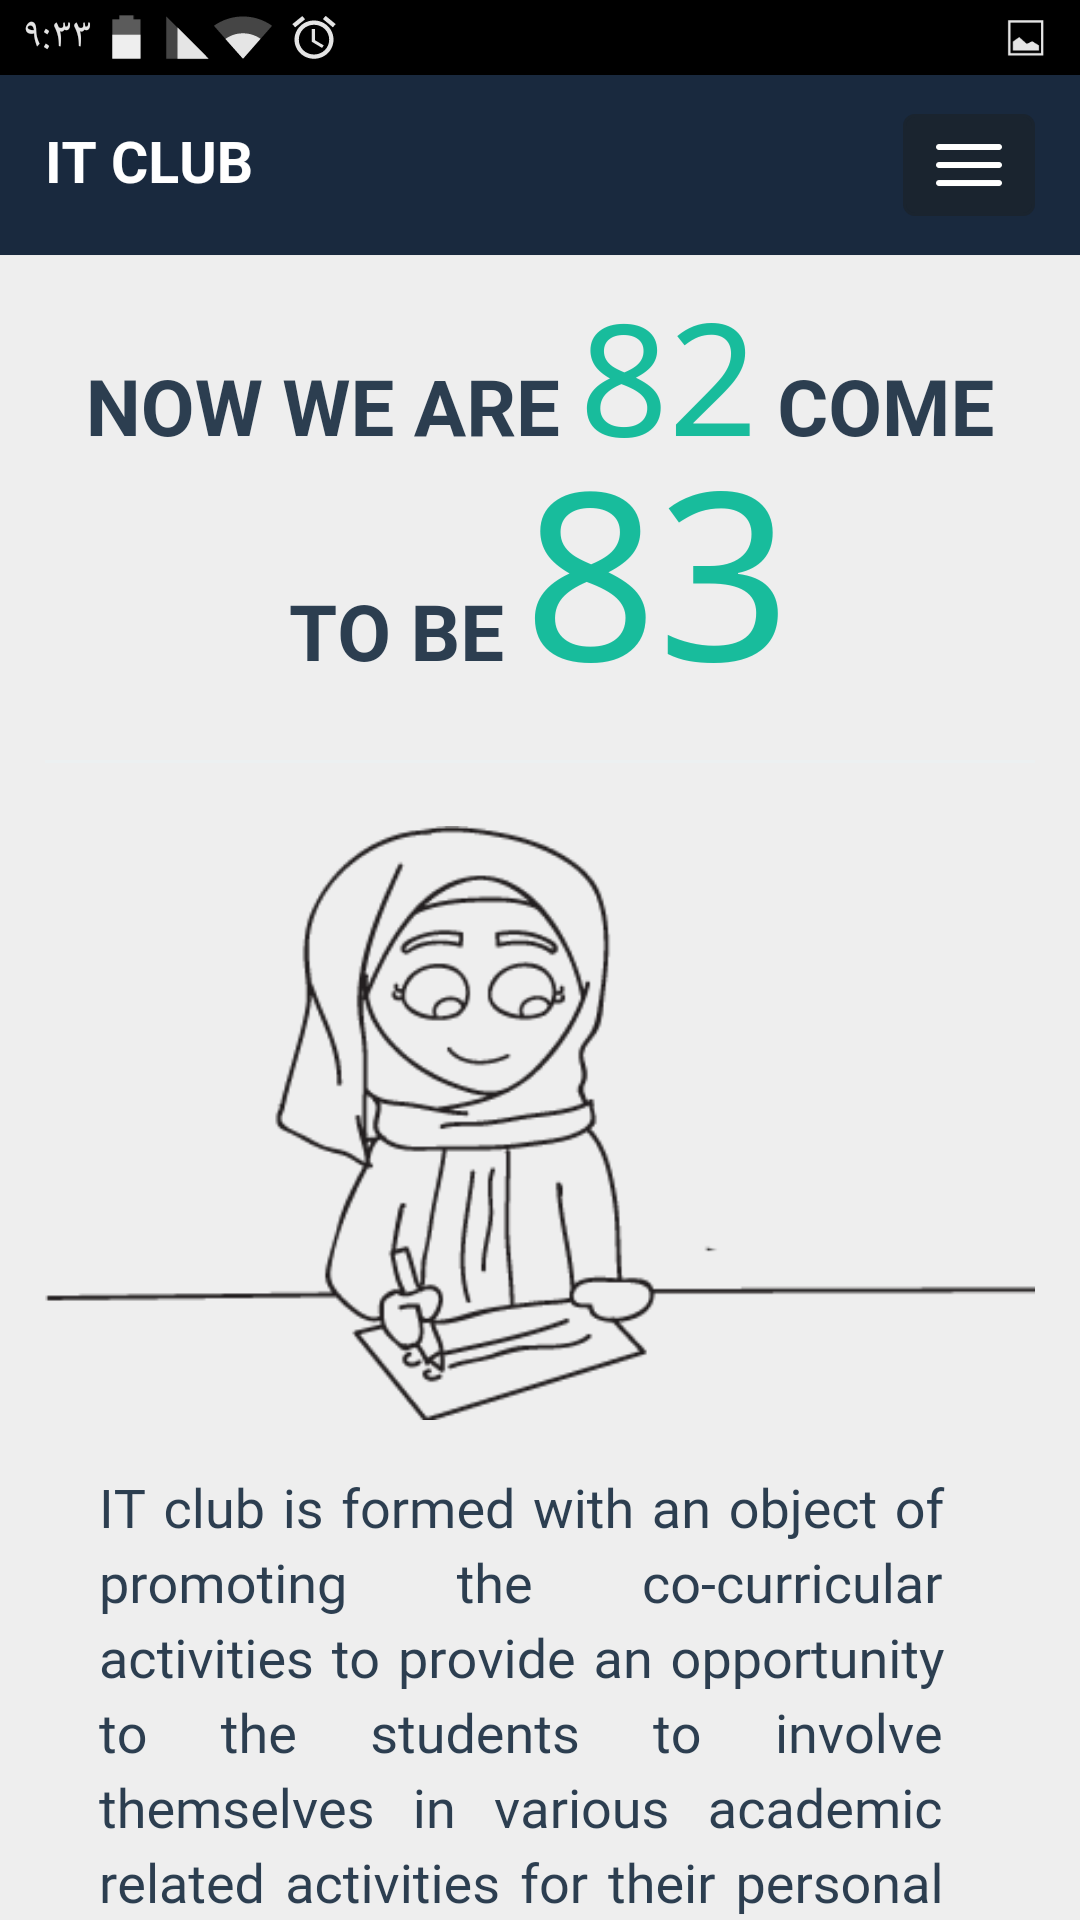 ٩:٣٣
IT CLUB
NOW WE ARE 82 COME
TO BE 83
IT club is formed with an object of
promoting the co-curricular
activities to provide an opportunity
to the students to involve
themselves in various academic
related activities for their personal